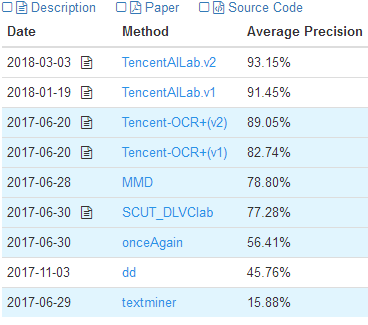 Description Paper Source Code
Date Method Average Precision
2018-03-03 TencentAILab.v2 93.15%
2018-01-19 TencentAILab.v1 91.45%
2017-06-20 Tencent-OCR+(v2) 89.05%
2017-06-20 Tencent-OCR+(v1) 82.74%
2017-06-28 MMD 78.80%
2017-06-30 SCUT_DLVClab 77.28%
2017-06-30 onceAgain 56.41%
2017-11-03 dd 45.76%
2017-06-29 textminer 15.88%